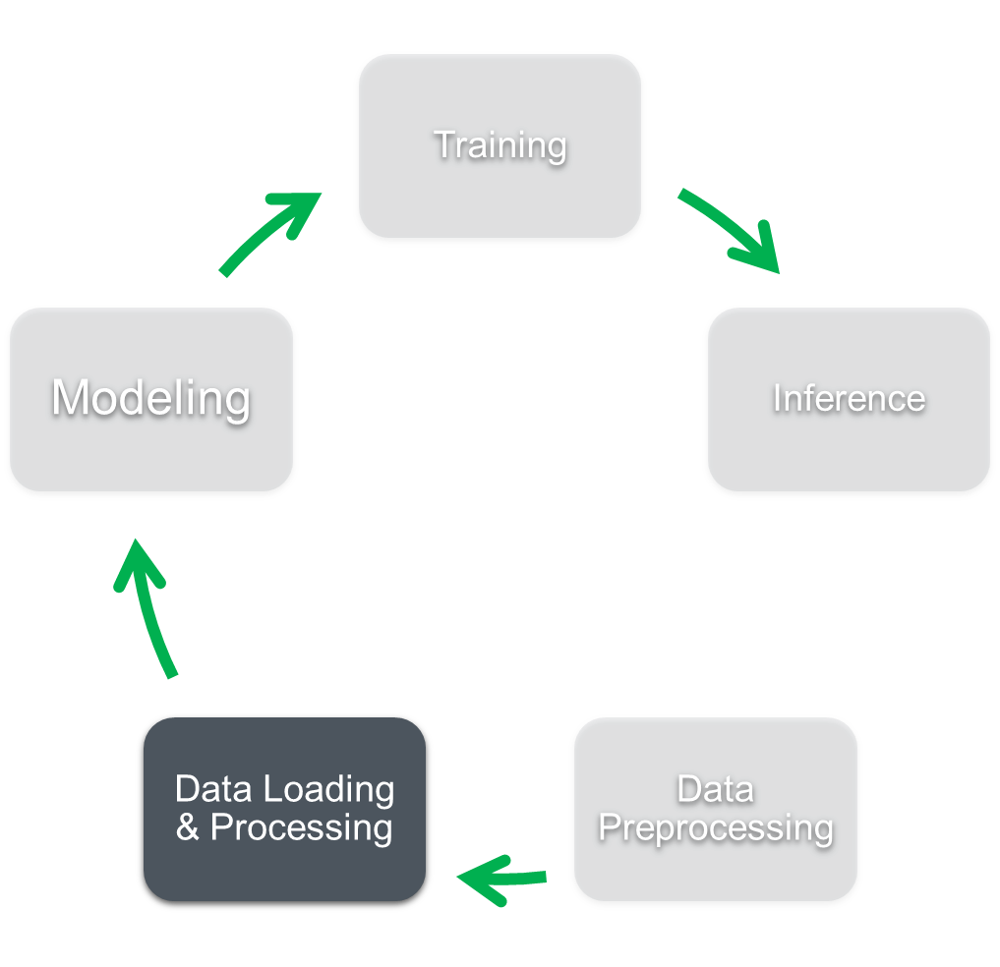 Training
Modeling
Inference
Data Loading
& Processing
Data
Preprocessing